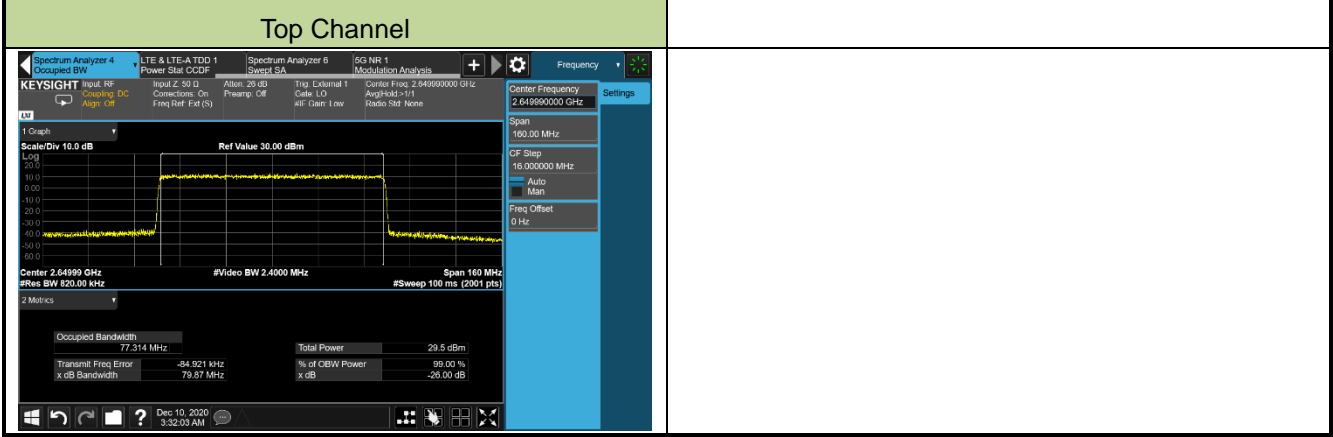 Top Channel
Spectrum Analyzer 4
Occupied BW
LTE & LTE-A TDD 1
Power Stat CCDF
Spectrum Analyzer 6
Swept SA
5G NR 1
Modulation Analysis
Frequency
KEYSIGHT
Input: RF
Coupling: DC
Align: Off
Input Z: 50 Ω
Corrections: On
Freq Ref: Ext (S)
Atten: 26 dB
Preamp: Off
Trig: External 1
Gate: LO
#IF Gain: Low
Center Freq: 2.649990000 GHz
Avg|Hold:>1/1
Radio Std: None
LXI
Center Frequency
2.649990000 GHz
Settings
Span
160.00 MHz
CF Step
16.000000 MHz
Auto
Man
Freq Offset
0 Hz
1 Graph
Scale/Div 10.0 dB
Ref Value 30.00 dBm
Log
20.0
10.0
0.00
-10.0
-20.0
-30.0
-40.0
-50.0
-60.0
Center 2.64999 GHz
#Video BW 2.4000 MHz
Span 160 MHz
#Res BW 820.00 kHz
#Sweep 100 ms (2001 pts)
2 Metrics
Occupied Bandwidth
77.314 MHz
Total Power
29.5 dBm
Transmit Freq Error
-84.921 kHz
% of OBW Power
99.00 %
x dB Bandwidth
79.87 MHz
x dB
-26.00 dB
?
Dec 10, 2020
3:32:03 AM